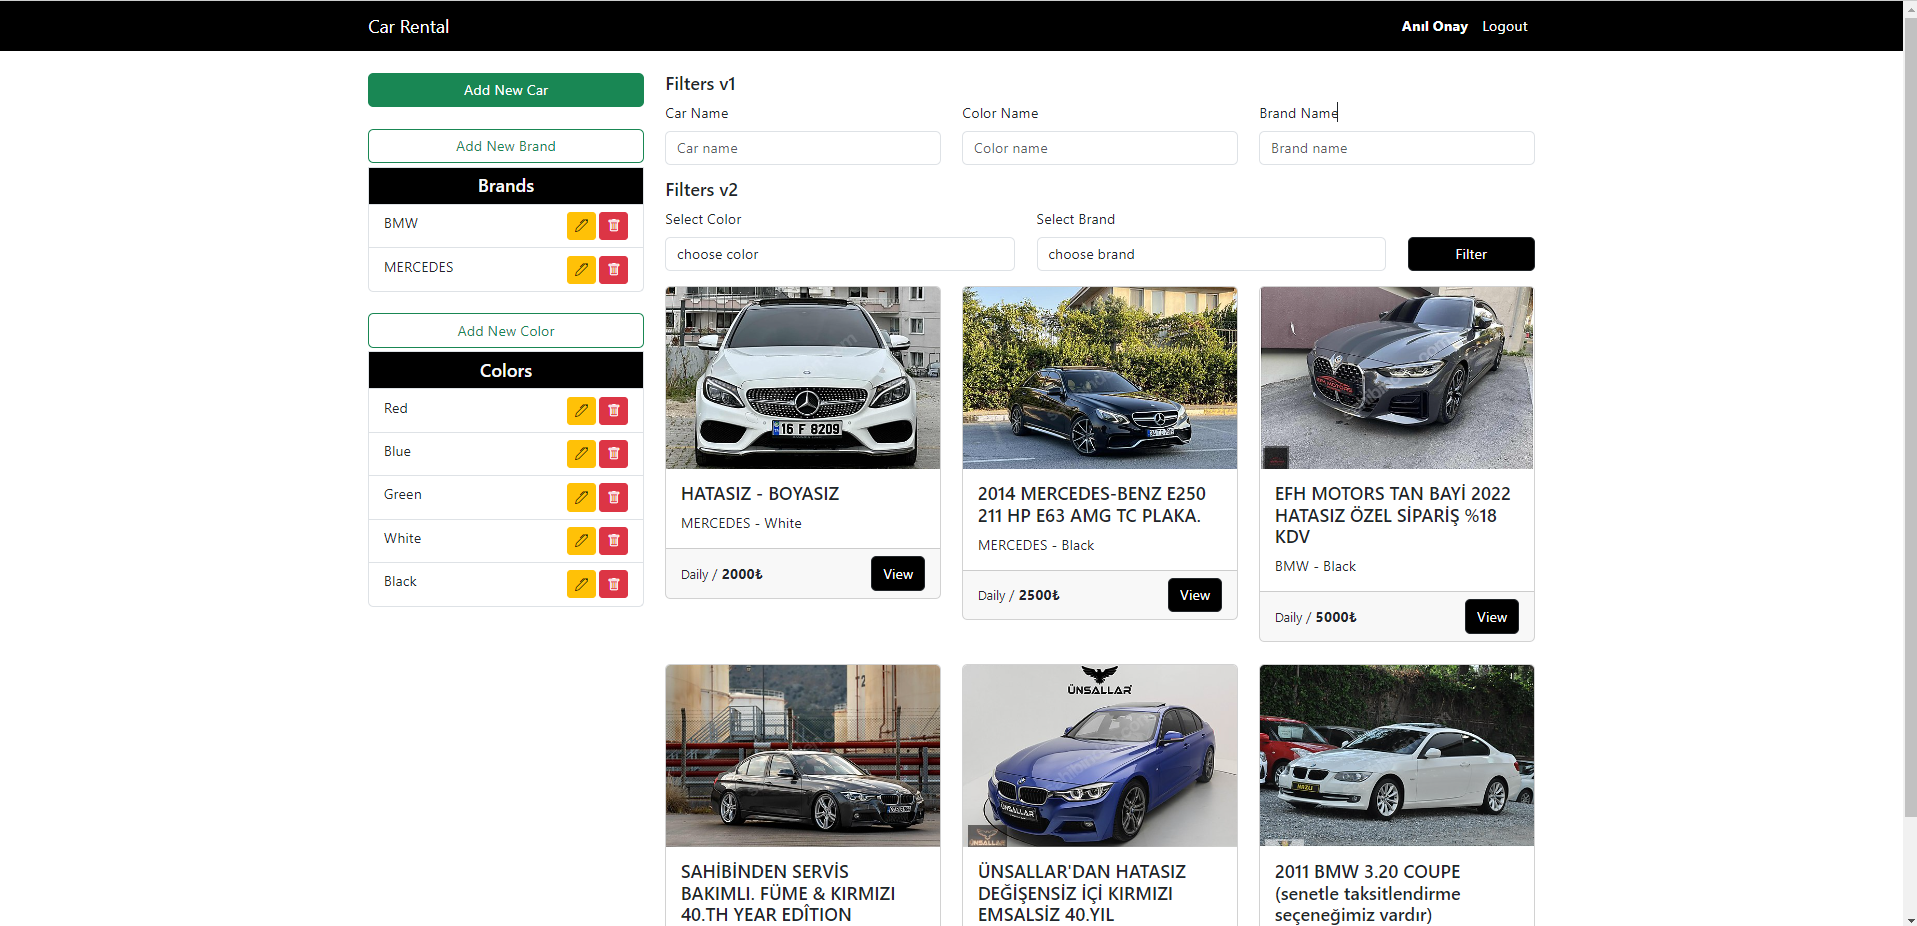 Car Rental
Anıl Onay
Logout
Add New Car
Add New Brand
Brands
BMW
MERCEDES
Add New Color
Colors
Red
Blue
Green
White
Black
Filters v1
Car Name
Color Name
Brand Name
Car name
Color name
Brand name
Filters v2
Select Color
Select Brand
choose color
choose brand
Filter
16 F 8209
HATASIZ - BOYASIZ
MERCEDES - White
Daily / 2000₺
View
2014 MERCEDES-BENZ E250
211 HP E63 AMG TC PLAKA.
MERCEDES - Black
Daily / 2500₺
View
EFH MOTORS
EFH MOTORS TAN BAYİ 2022
HATASIZ ÖZEL SİPARİŞ %18
KDV
BMW - Black
Daily / 5000₺
View
T2
SAHİBİNDEN SERVİS
BAKIMLI. FÜME & KIRMIZI
40.TH YEAR EDİTION
ÜNSALLAR
ÜNSALLAR
ÜNSALLAR
ÜNSALLAR'DAN HATASIZ
DEĞİŞENSİZ İÇİ KIRMIZI
EMSALSİZ 40.YIL
2011 BMW 3.20 COUPE
(senetle taksitlendirme
seçeneğimiz vardır)